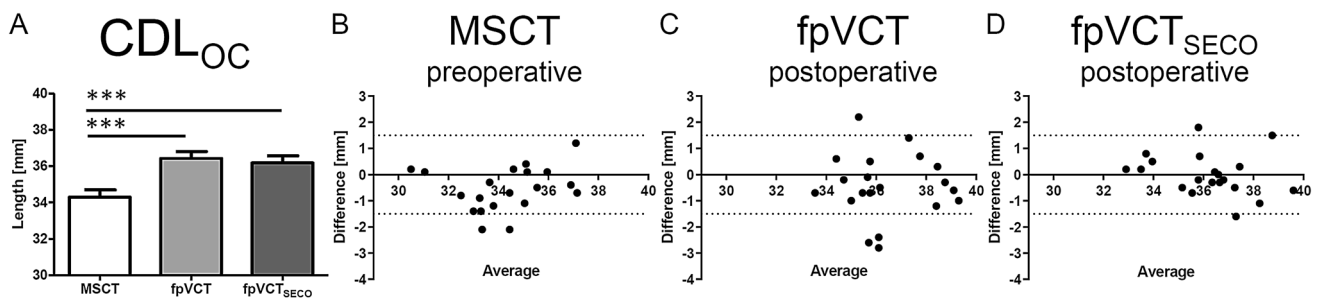 A
CDL_OC
40
38
36
34
32
30
Length [mm]
***
***
MSCT
fpVCT
fpVCT_SECO
B
MSCT
preoperative
3
2
1
0
-1
-2
-3
-4
Difference [mm]
30
32
34
36
38
40
Average
C
fpVCT
postoperative
3
2
1
0
-1
-2
-3
-4
Difference [mm]
30
32
34
36
38
40
Average
D
fpVCT_SECO
postoperative
3
2
1
0
-1
-2
-3
-4
Difference [mm]
30
32
34
36
38
40
Average